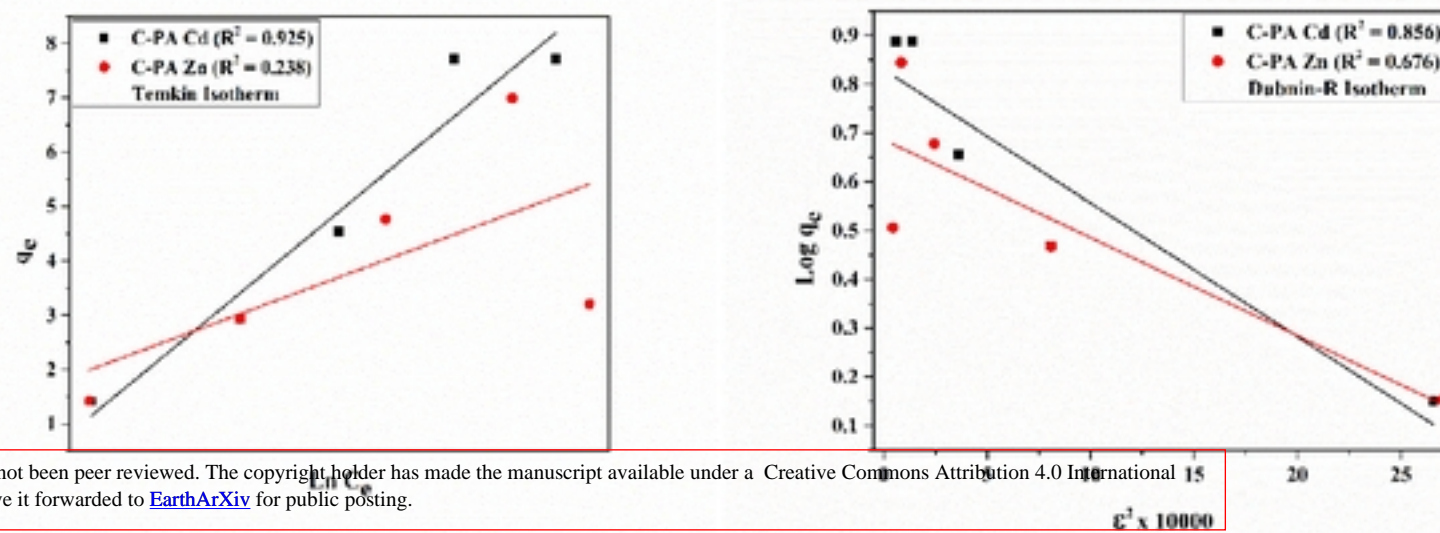 C-PA Cd (R² = 0.925)
C-PA Zn (R² = 0.238)
Temkin Isotherm
8
7
6
5
4
3
2
1
qe
Ln Ce
C-PA Cd (R² = 0.856)
C-PA Zn (R² = 0.676)
Dubnin-R Isotherm
0.9
0.8
0.7
0.6
0.5
0.4
0.3
0.2
0.1
Log qe
15
20
25
ε² x 10000
not been peer reviewed. The copyright holder has made the manuscript available under a Creative Commons Attribution 4.0 International
e it forwarded to EarthArXiv for public posting.